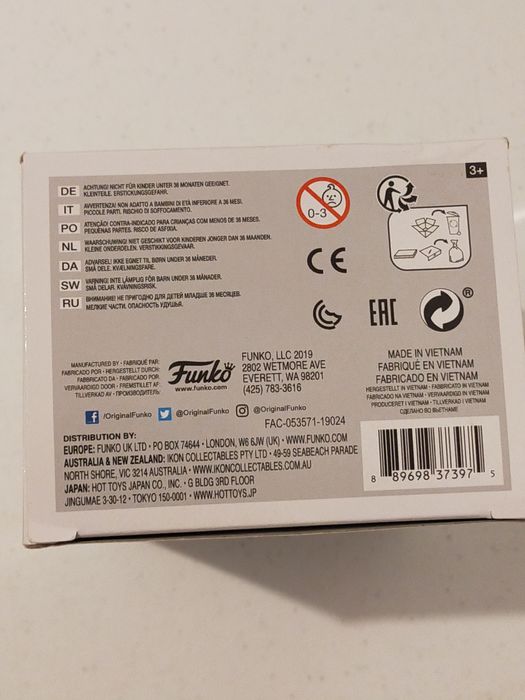 3+
DE ACHTUNG! NICHT FÜR KINDER UNTER 36 MONATEN GEEIGNET.
KLEINTEILE. ERSTICKUNGSGEFAHR.
IT AVVERTENZA! NON ADATTO A BAMBINI DI ETÀ INFERIORE A 36 MESI.
PICCOLE PARTI. RISCHIO DI SOFFOCAMENTO.
PO ATENÇÃO! CONTRA-INDICADO PARA CRIANÇAS COM MENOS DE 36 MESES.
PEQUENAS PARTES. RISCO DE ASFIXIA.
NL WAARSCHUWING! NIET GESCHIKT VOOR KINDEREN JONGER DAN 36 MAANDEN.
KLEINE ONDERDELEN. VERSTIKKINGSGEVAAR.
DA ADVARSEL! IKKE EGNET TIL BØRN UNDER 36 MÅNEDER.
SMÅ DELE. KVÆLNINGSFARE.
SW VARNING! INTE LÄMPLIG FÖR BARN UNDER 36 MÅNADER.
SMÅ DELAR. KVÄVNINGSRISK.
RU ВНИМАНИЕ! НЕ ПРИГОДНО ДЛЯ ДЕТЕЙ МЛАДШЕ 36 МЕСЯЦЕВ.
МЕЛКИЕ ЧАСТИ. ОПАСНОСТЬ УДУШЬЯ.
0-3
CE
EAC
®
MANUFACTURED BY · FABRIQUÉ PAR:
FABRICADO POR · HERGESTELLT DURCH:
FABBRICATO DA · FABRICADO POR:
VERVAARDIGD DOOR · FREMSTILLET AF:
TILLVERKAD AV · ПРОИЗВОДИТЕЛЬ:
Funko
www.funko.com
FUNKO, LLC 2019
2802 WETMORE AVE
EVERETT, WA 98201
(425) 783-3616
MADE IN VIETNAM
FABRIQUÉ EN VIETNAM
FABRICADO EN VIETNAM
HERGESTELLT IN VIETNAM · FABBRICATO IN VIETNAM
FABRICADO NA VIETNAM · VERVAARDIGD IN VIETNAM
PRODUCERET I VIETNAM · TILLVERKAD I VIETNAM
СДЕЛАНО ВО ВЬЕТНАМЕ
/OriginalFunko @OriginalFunko @OriginalFunko
FAC-053571-19024
DISTRIBUTION BY:
EUROPE: FUNKO UK LTD · PO BOX 74644 · LONDON, W6 6JW (UK) · WWW.FUNKO.COM
AUSTRALIA & NEW ZEALAND: IKON COLLECTABLES PTY LTD · 49-59 SEABEACH PARADE
NORTH SHORE, VIC 3214 AUSTRALIA · WWW.IKONCOLLECTABLES.COM.AU
JAPAN: HOT TOYS JAPAN CO., INC. · G BLDG 3RD FLOOR
JINGUMAE 3-30-12 · TOKYO 150-0001 · WWW.HOTTOYS.JP
8 89698 37397 5